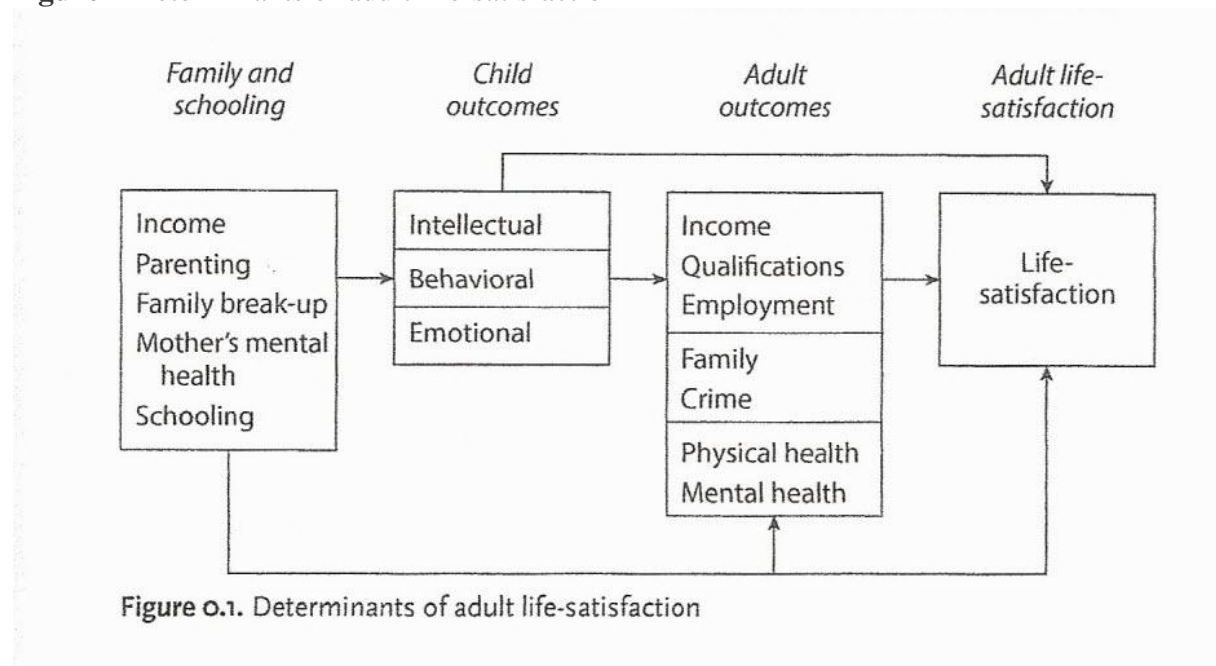 Family and
schooling
Child
outcomes
Adult
outcomes
Adult life-
satisfaction
Income
Parenting
Family break-up
Mother's mental
health
Schooling
Intellectual
Behavioral
Emotional
Income
Qualifications
Employment
Family
Crime
Physical health
Mental health
Life-
satisfaction
Figure 0.1. Determinants of adult life-satisfaction